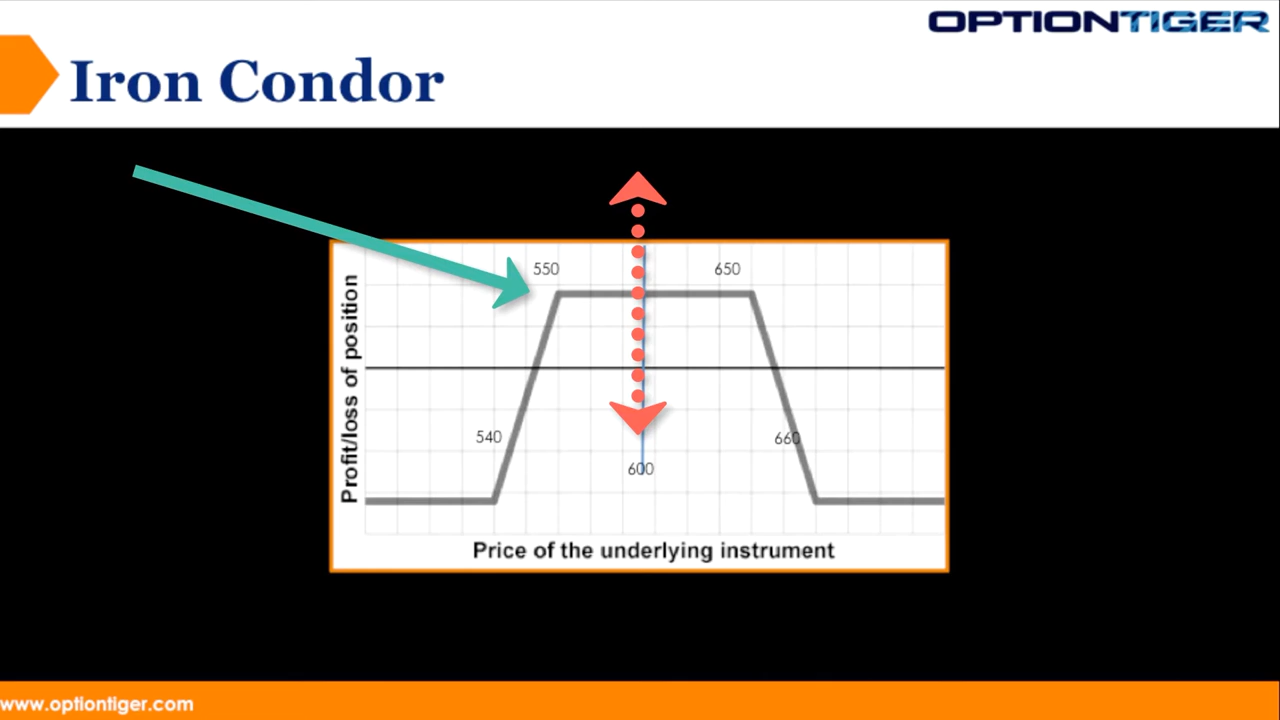 OPTIONTIGER
Iron Condor
550
650
Profit/loss of position
540
660
600
Price of the underlying instrument
www.optiontiger.com